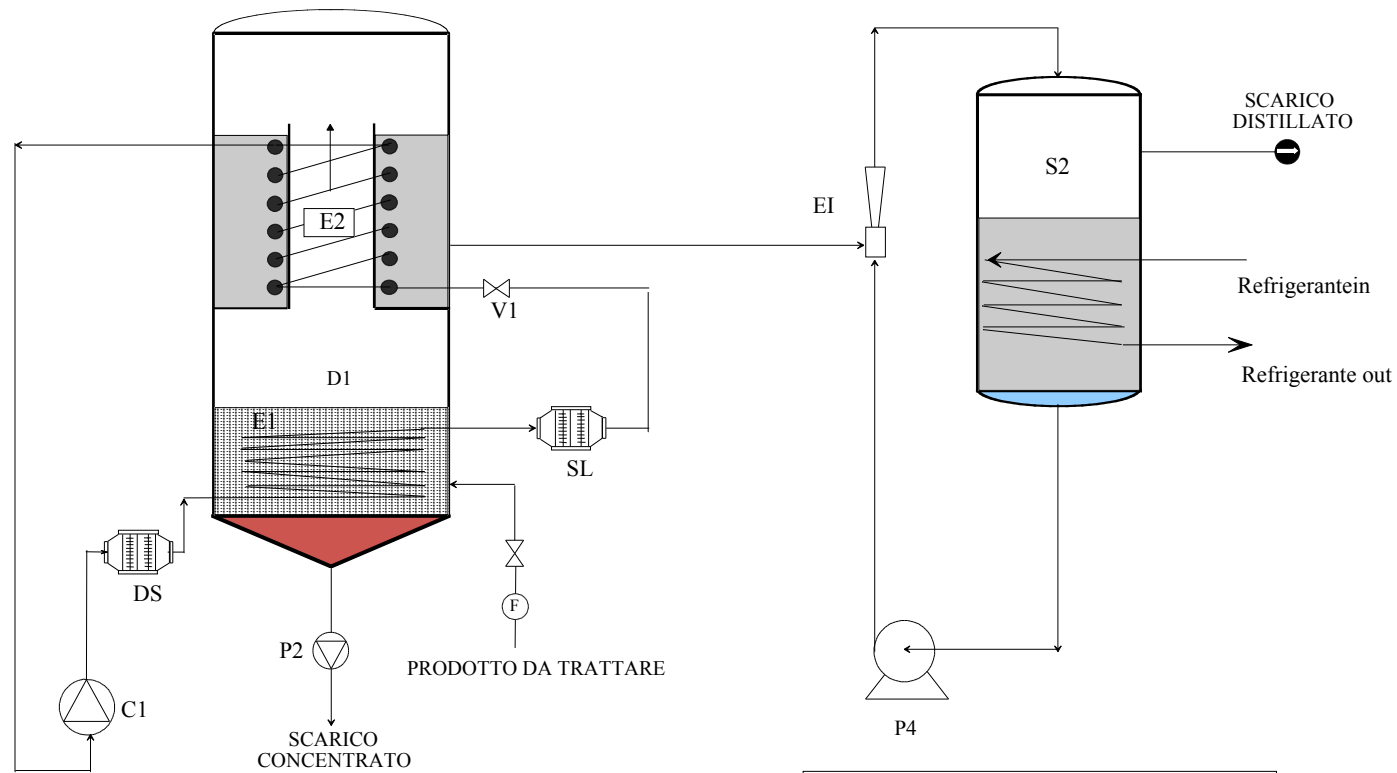 SCARICO
DISTILLATO
S2
EI
E2
Refrigerantein
V1
Refrigerante out
D1
E1
SL
DS
F
P2
PRODOTTO DA TRATTARE
C1
P4
SCARICO
CONCENTRATO